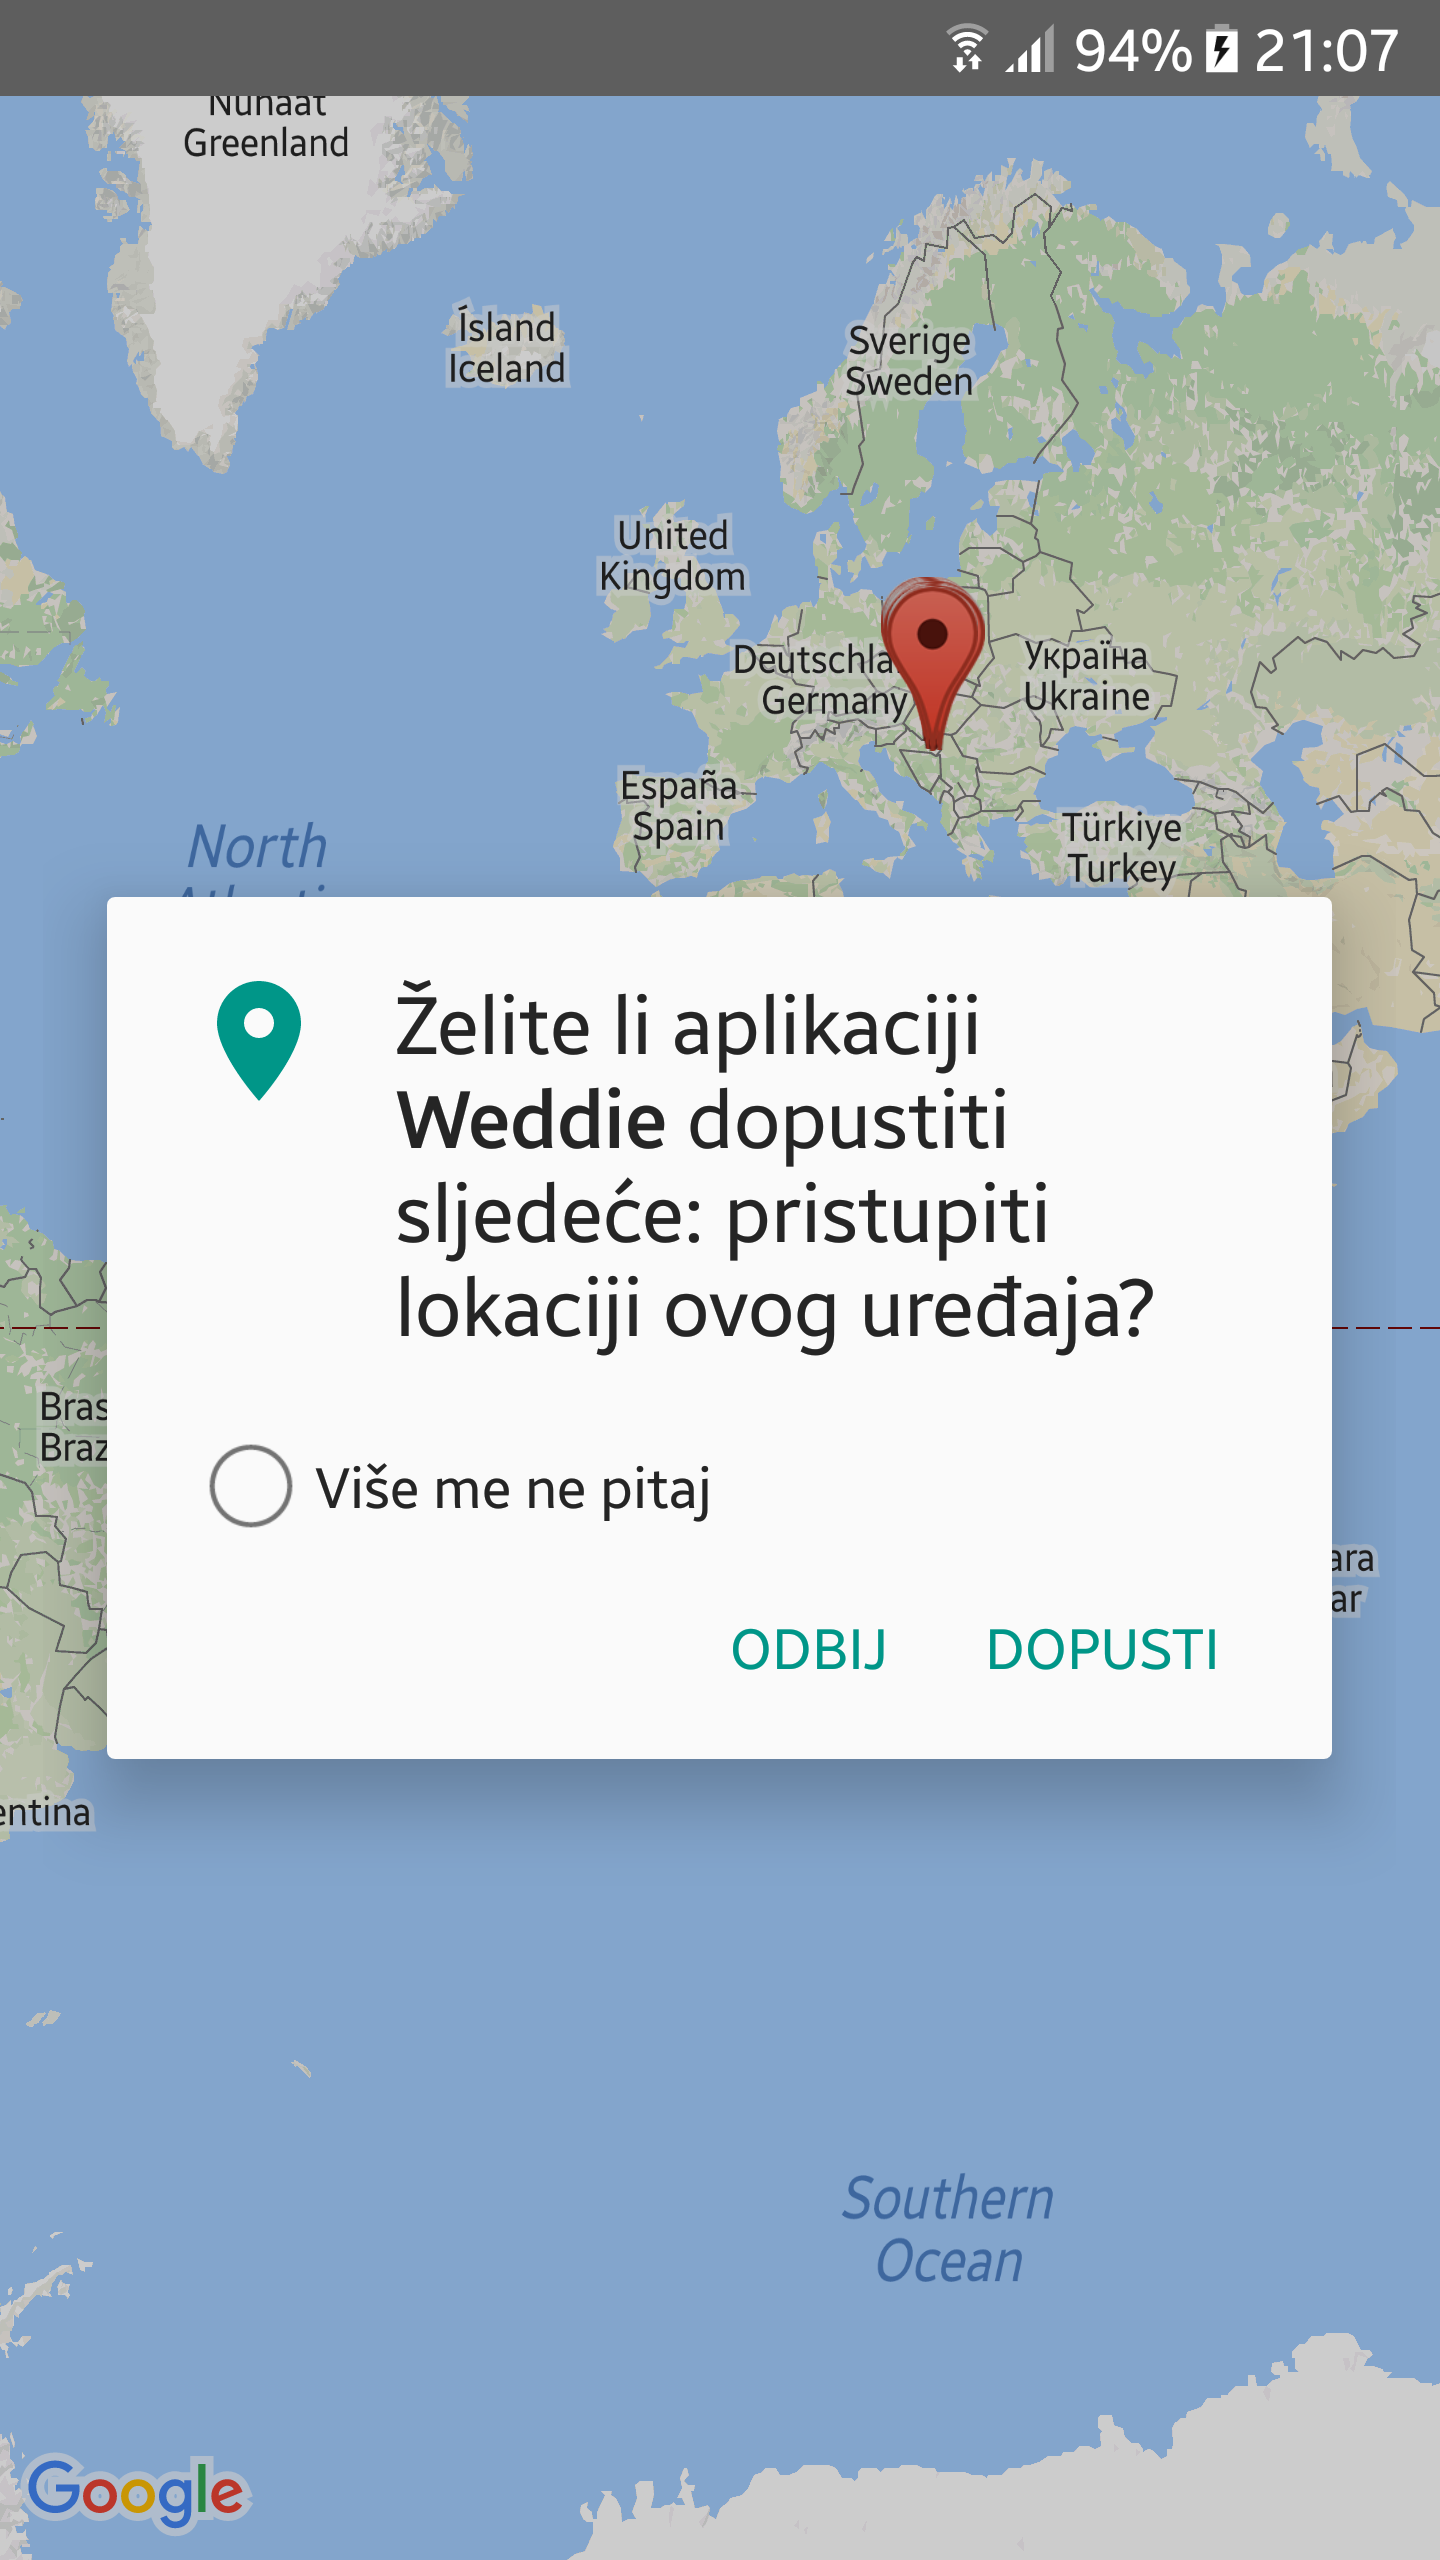 94% 21:07
Nunaat
Greenland
Ísland
Iceland
Sverige
Sweden
United
Kingdom
Deutschla
Germany
Україна
Ukraine
España
Spain
Türkiye
Turkey
North
Želite li aplikaciji
Weddie dopustiti
sljedeće: pristupiti
lokaciji ovog uređaja?
Bras
Braz
Više me ne pitaj
ara
ar
ODBIJ DOPUSTI
entina
Southern
Ocean
Google